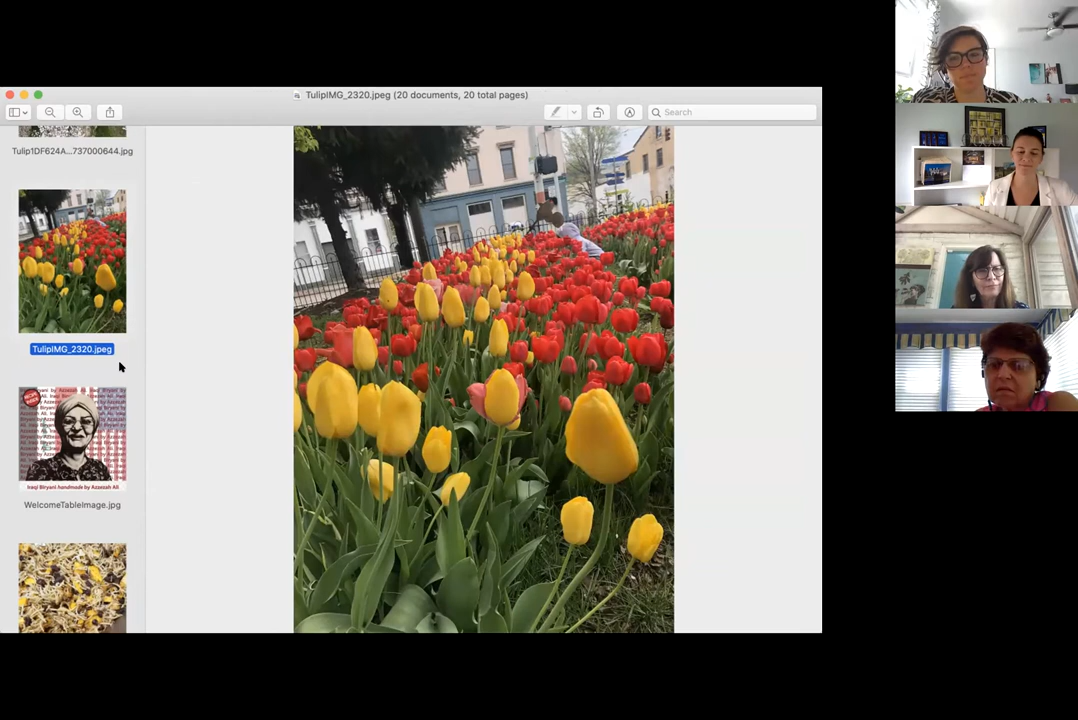 TulipIMG_2320.jpeg (20 documents, 20 total pages)
Search
Tulip1DF624A...737000644.jpg
TulipIMG_2320.jpeg
Iraqi Biryani handmade by Azazzah Ali
WelcomeTableImage.jpg